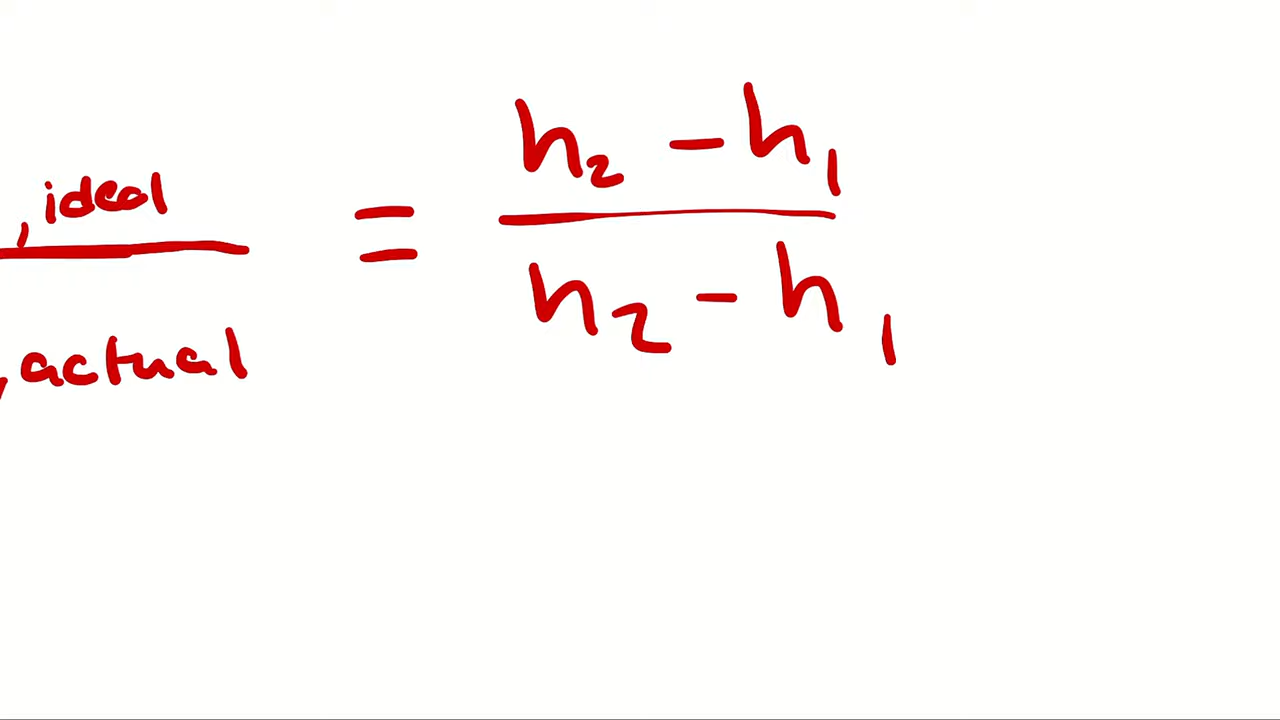 ,ideal = h₂ - h₁
,actual h₂ - h₁